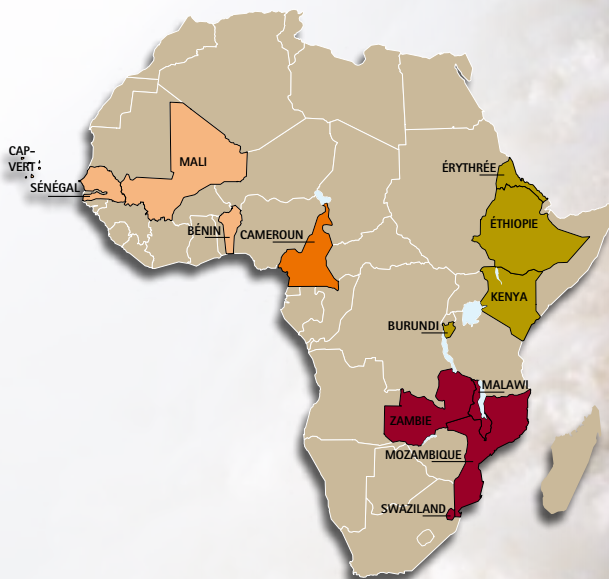 CAP-
VERT
SÉNÉGAL
MALI
BÉNIN
CAMEROUN
ÉRYTHRÉE
ÉTHIOPIE
KENYA
BURUNDI
MALAWI
ZAMBIE
MOZAMBIQUE
SWAZILAND